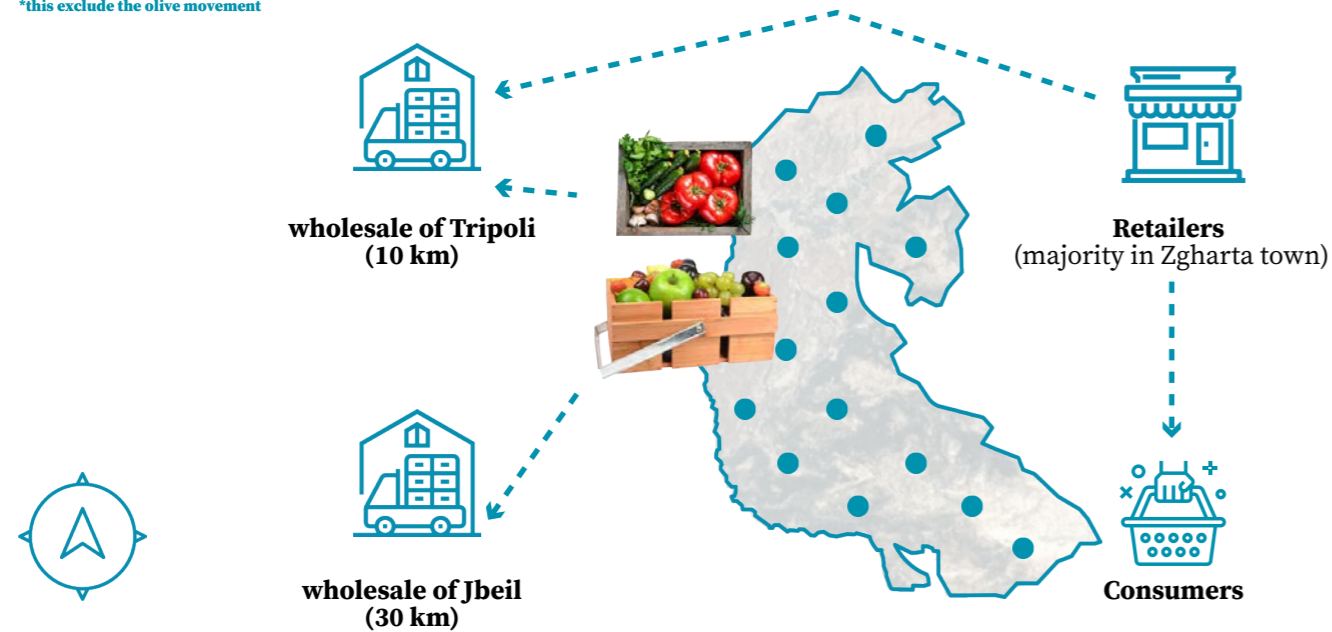 *this exclude the olive movement
wholesale of Tripoli
(10 km)
Retailers
(majority in Zgharta town)
wholesale of Jbeil
(30 km)
Consumers